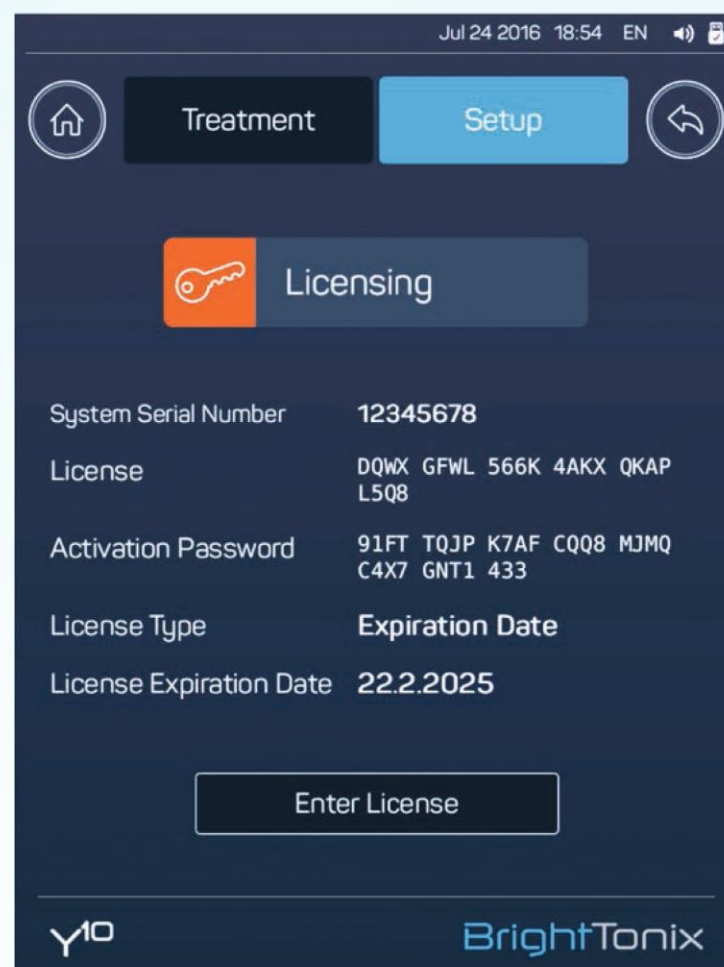 Jul 24 2016 18:54 EN
Treatment
Setup
Licensing
System Serial Number 12345678
License DQWX GFWL 566K 4AKX QKAP
L5Q8
Activation Password 91FT TQJP K7AF CQQ8 MJMQ
C4X7 GNT1 433
License Type Expiration Date
License Expiration Date 22.2.2025
Enter License
Y10 BrightTonix